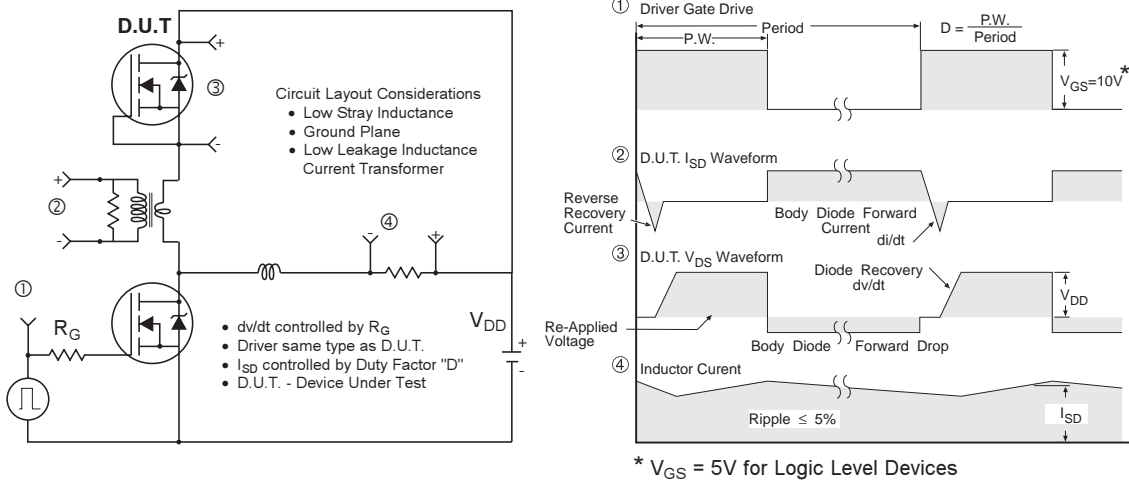 D.U.T
+
③
-
Circuit Layout Considerations
• Low Stray Inductance
• Ground Plane
• Low Leakage Inductance
Current Transformer
+
②
-
④
-
+
①
R_G
V_DD
+
-
• dv/dt controlled by R_G
• Driver same type as D.U.T.
• I_SD controlled by Duty Factor "D"
• D.U.T. - Device Under Test
① Driver Gate Drive
P.W.
Period
D = P.W. / Period
V_GS=10V *
② D.U.T. I_SD Waveform
Reverse
Recovery
Current
Body Diode Forward
Current
di/dt
③ D.U.T. V_DS Waveform
Diode Recovery
dv/dt
V_DD
Re-Applied
Voltage
Body Diode Forward Drop
④ Inductor Curent
Ripple ≤ 5%
I_SD
* V_GS = 5V for Logic Level Devices